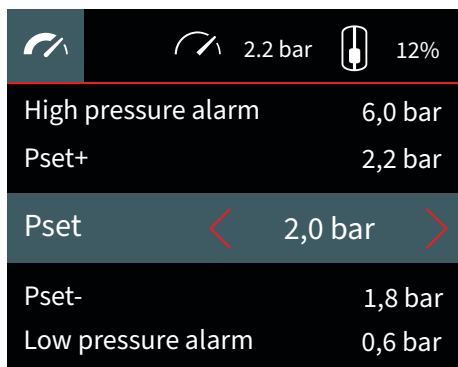 2.2 bar 12%
High pressure alarm 6,0 bar
Pset+ 2,2 bar
Pset 2,0 bar
Pset- 1,8 bar
Low pressure alarm 0,6 bar